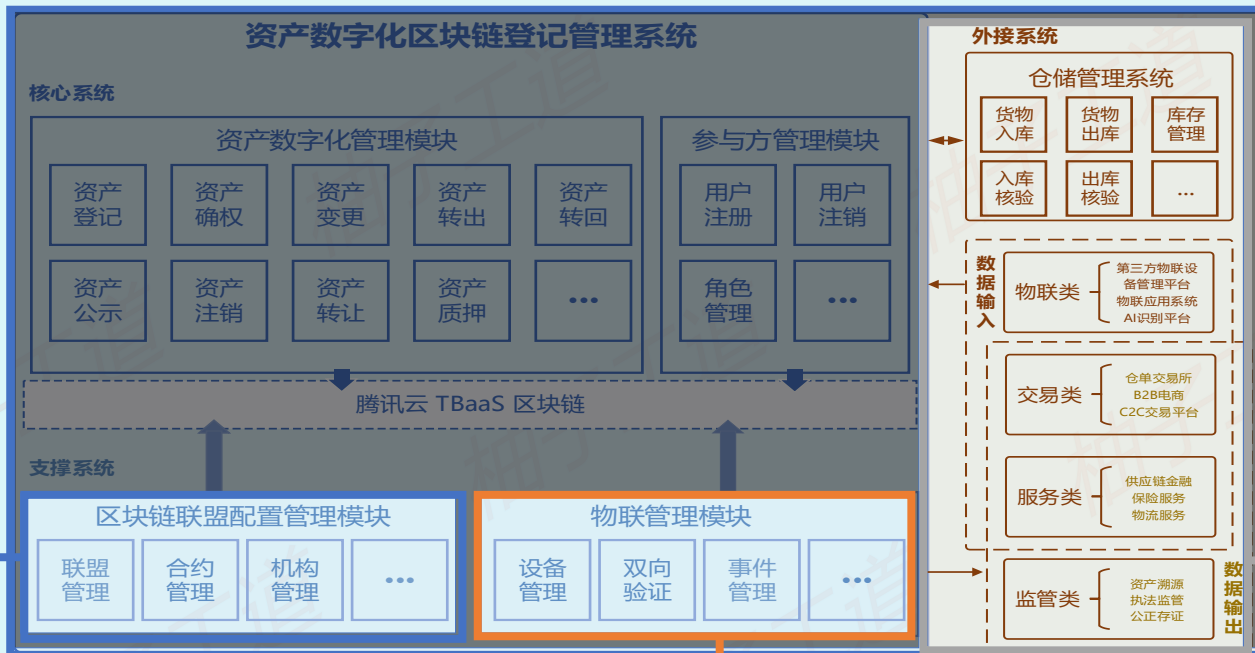 资产数字化区块链登记管理系统
核心系统
资产数字化管理模块
资产
登记
资产
确权
资产
变更
资产
转出
资产
转回
资产
公示
资产
注销
资产
转让
资产
质押
...
参与方管理模块
用户
注册
用户
注销
角色
管理
...
腾讯云 TBaaS 区块链
支撑系统
区块链联盟配置管理模块
联盟
管理
合约
管理
机构
管理
...
物联管理模块
设备
管理
双向
验证
事件
管理
...
外接系统
仓储管理系统
货物
入库
货物
出库
库存
管理
入库
核验
出库
核验
...
数据输入
物联类
第三方物联设
备管理平台
物联应用系统
AI识别平台
交易类
仓单交易所
B2B电商
C2C交易平台
服务类
供应链金融
保险服务
物流服务
监管类
资产溯源
执法监管
公正存证
数据输出
柚子工道